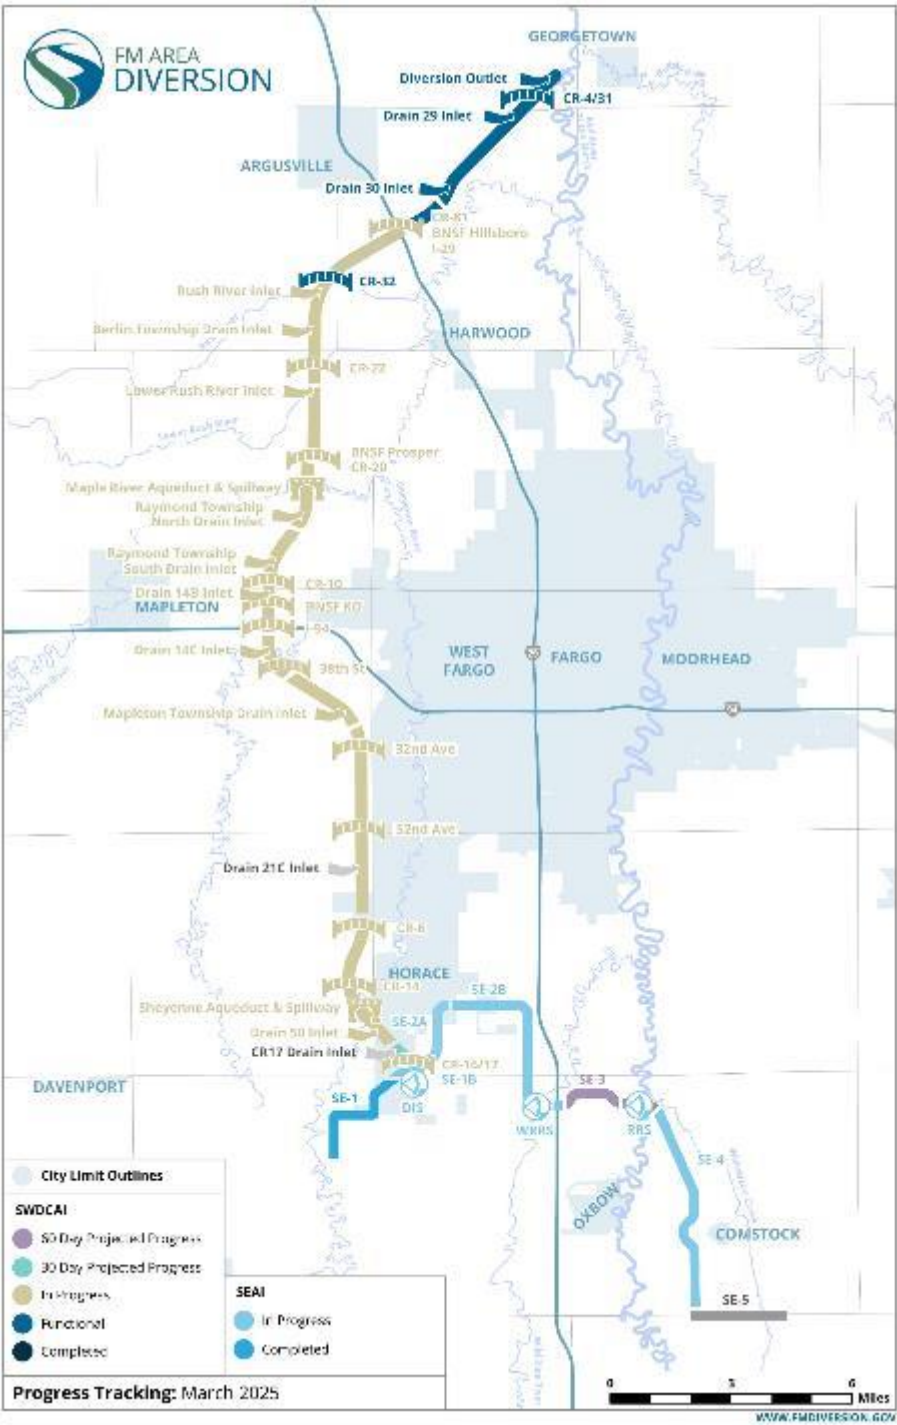 FM AREA
DIVERSION
GEORGETOWN
Diversion Outlet
CR-4/31
Drain 29 Inlet
ARGUSVILLE
Drain 30 Inlet
CR-81
BNSF Hillsboro
I-29
CR-32
Rush River Inlet
Berlin Township Drain Inlet
HARWOOD
CR-22
Lower Rush River Inlet
BNSF Prosper
CR-20
Maple River Aqueduct & Spillway
Raymond Township
North Drain Inlet
Raymond Township
South Drain Inlet
CR-10
Drain 14B Inlet
MAPLETON
BNSF KO
I-94
Drain 14C Inlet
38th St
WEST
FARGO
FARGO
MOORHEAD
Mapleton Township Drain Inlet
32nd Ave
52nd Ave
Drain 21C Inlet
CR-6
HORACE
CR-14
SE-2B
Sheyenne Aqueduct & Spillway
SE-2A
Drain 50 Inlet
CR17 Drain Inlet
CR-16/17
DAVENPORT
SE-1B
SE-3
SE-1
DIS
WRRS
RRS
SE-4
City Limit Outlines
OXBOW
SWDCAI
COMSTOCK
60 Day Projected Progress
30 Day Projected Progress
In Progress
Functional
Completed
SEAI
In Progress
Completed
SE-5
Progress Tracking: March 2025
0 3 6
Miles
WWW.FMDIVERSION.GOV